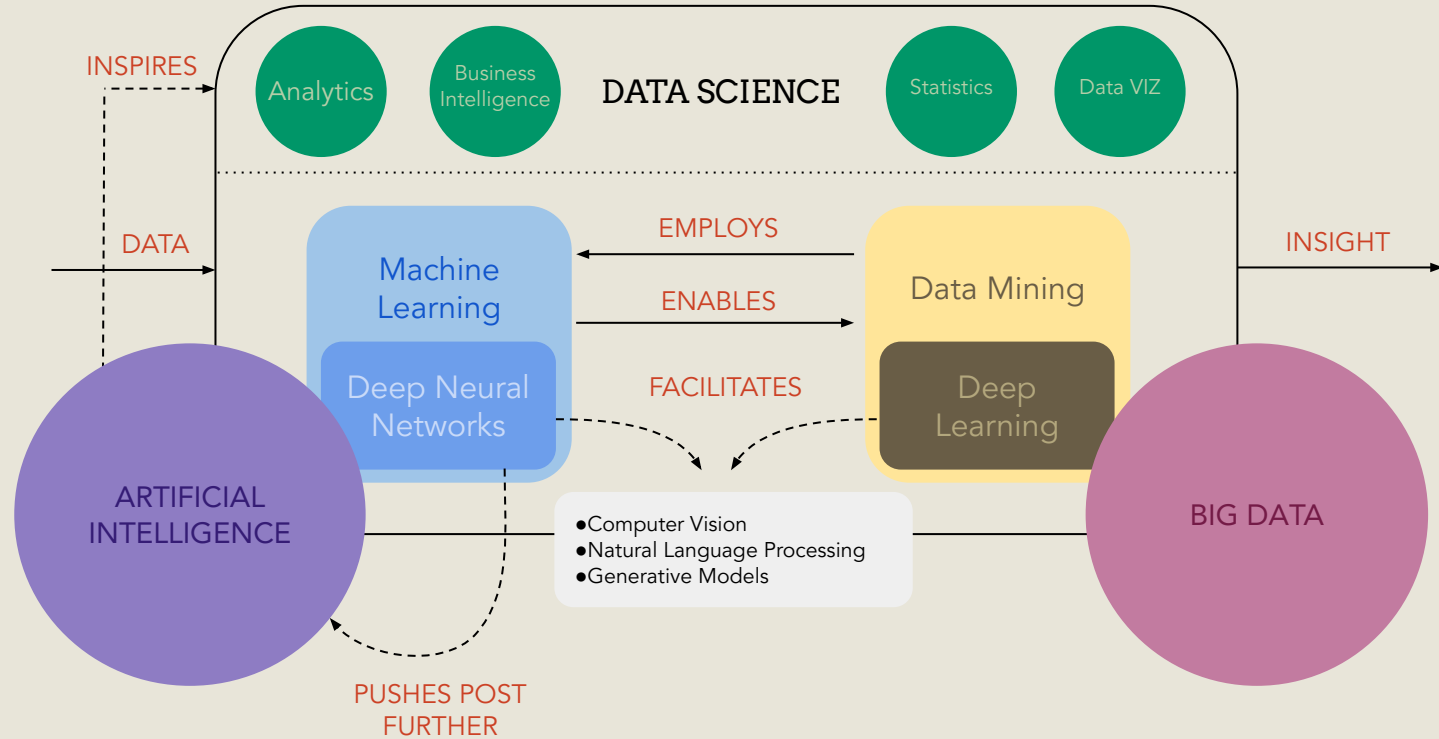 INSPIRES
Analytics
Business
Intelligence
DATA SCIENCE
Statistics
Data VIZ
DATA
EMPLOYS
INSIGHT
Machine
Learning
ENABLES
Data Mining
Deep Neural
Networks
FACILITATES
Deep
Learning
ARTIFICIAL
INTELLIGENCE
●Computer Vision
●Natural Language Processing
●Generative Models
BIG DATA
PUSHES POST
FURTHER